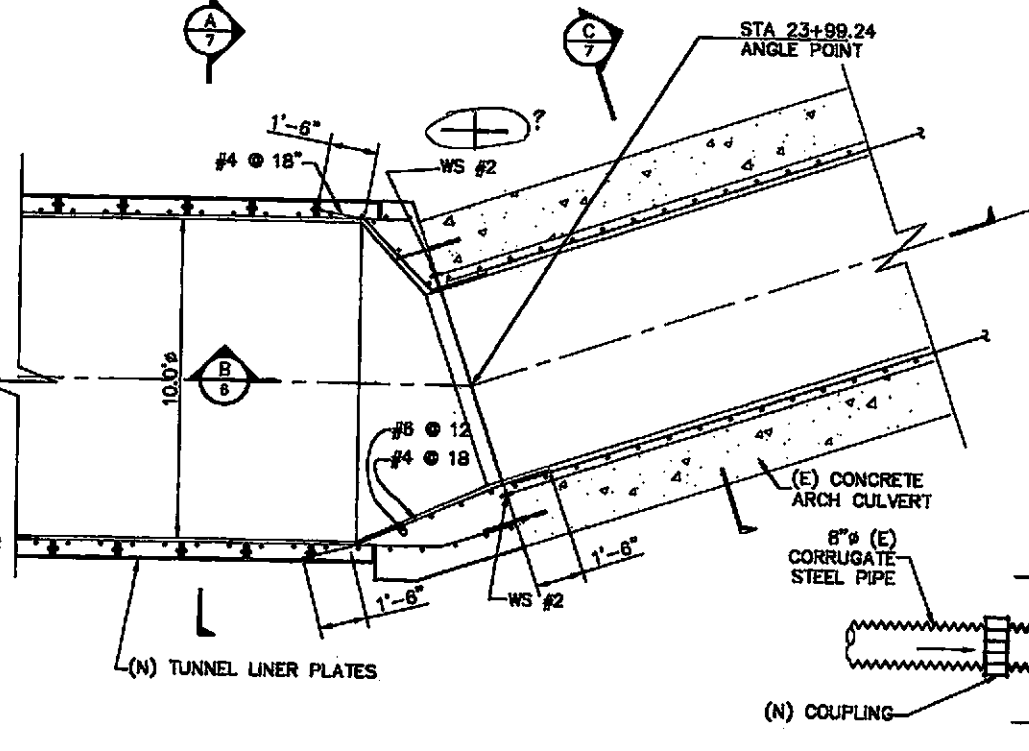 A
7
C
7
STA 23+99.24
ANGLE POINT
1'-6"
?
#4 @ 18"
WS #2
10.0'ø
B
6
#6 @ 12
#4 @ 18
(E) CONCRETE
ARCH CULVERT
8"ø (E)
CORRUGATE
STEEL PIPE
1'-6"
1'-6"
WS #2
(N) TUNNEL LINER PLATES
(N) COUPLING